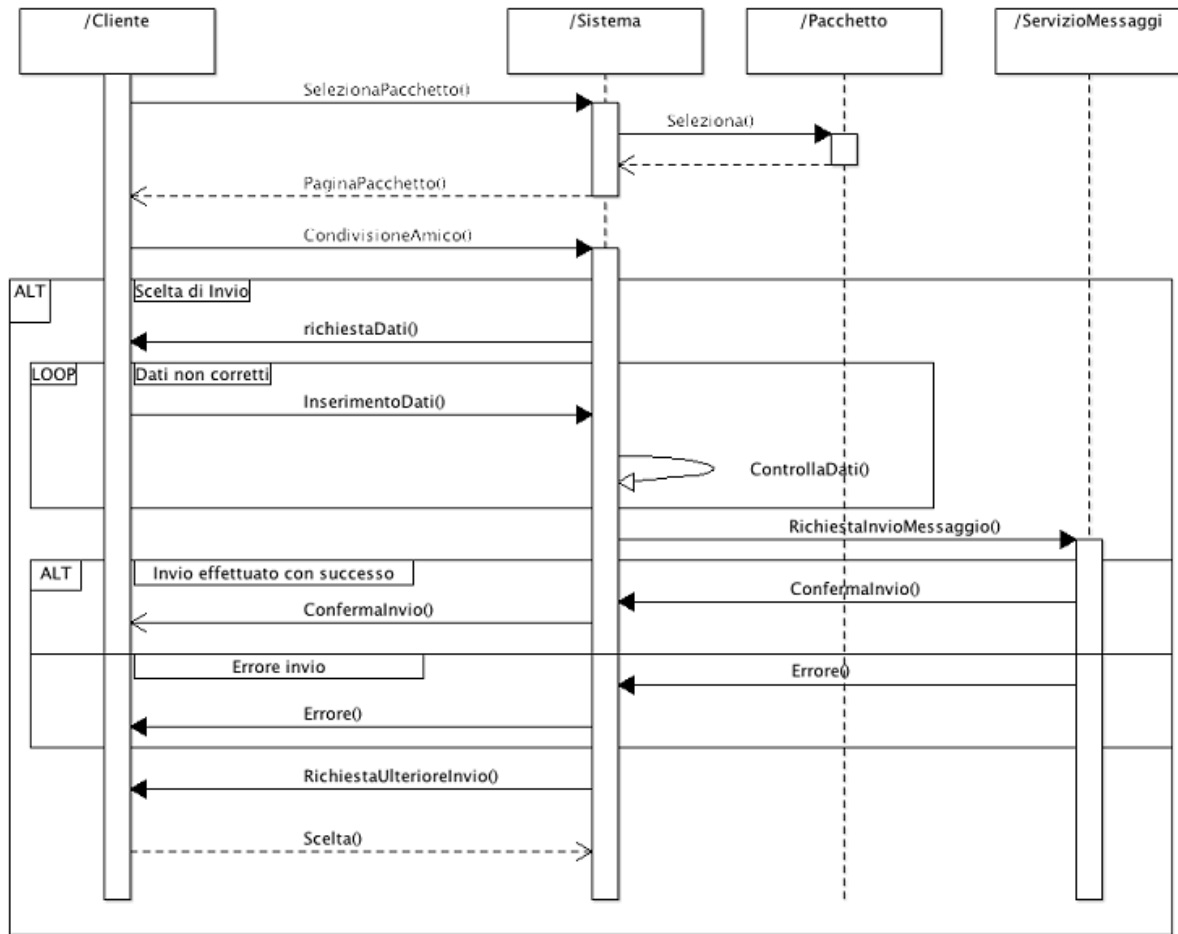 /Cliente
/Sistema
/Pacchetto
/ServizioMessaggi
SelezionaPacchetto()
Seleziona()
PaginaPacchetto()
CondivisioneAmico()
ALT
Scelta di Invio
richiestaDati()
LOOP
Dati non corretti
InserimentoDati()
ControllaDati()
RichiestaInvioMessaggio()
ALT
Invio effettuato con successo
ConfermaInvio()
ConfermaInvio()
Errore invio
Errore()
Errore()
RichiestaUlterioreInvio()
Scelta()